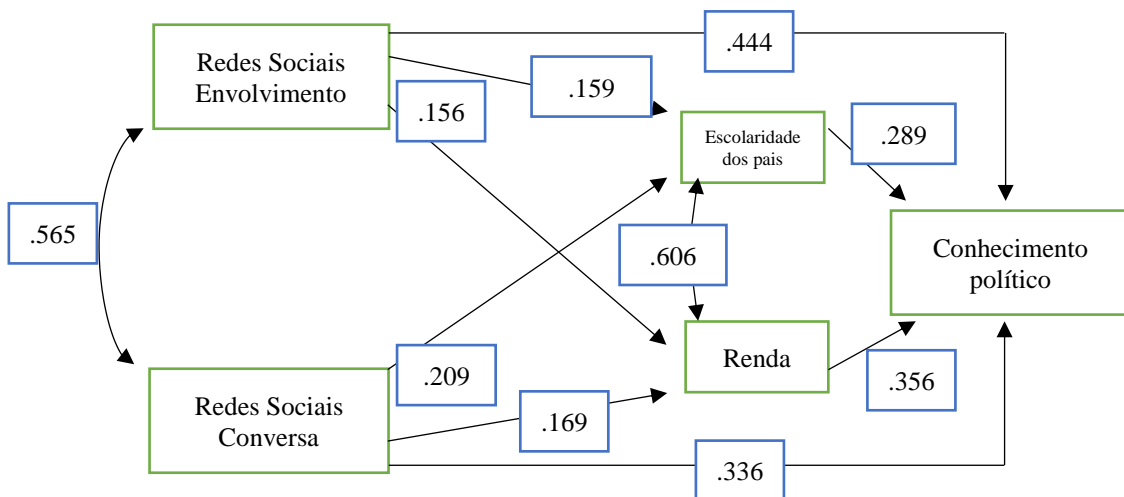 .444
Redes Sociais
Envolvimento
.159
.156
Escolaridade
dos pais
.289
.565
.606
Conhecimento
político
Renda
.209
.356
Redes Sociais
Conversa
.169
.336